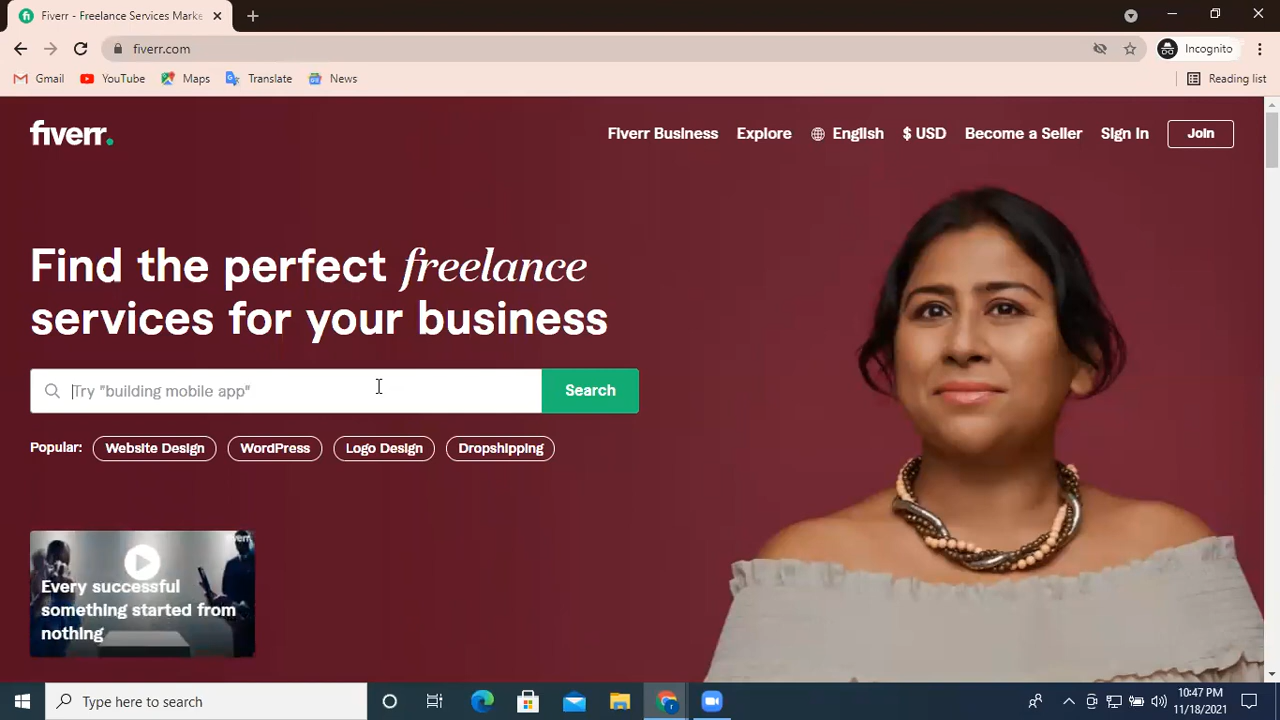 Fiverr - Freelance Services Marke
fiverr.com
Incognito
Gmail
YouTube
Maps
Translate
News
Reading list
fiverr.
Fiverr Business
Explore
English
$ USD
Become a Seller
Sign In
Join
Find the perfect freelance
services for your business
Try "building mobile app"
Search
Popular:
Website Design
WordPress
Logo Design
Dropshipping
fiverr.
Every successful
something started from
nothing
Type here to search
10:47 PM
11/18/2021